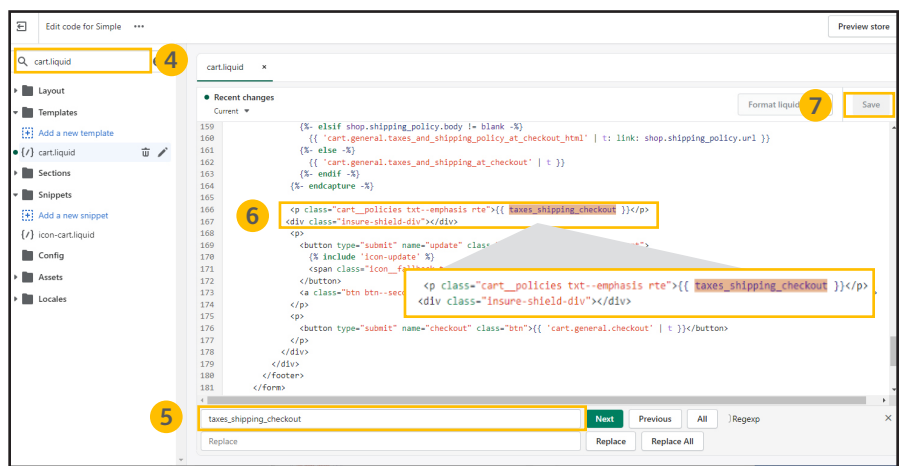 Edit code for Simple •••
Preview store
cart.liquid
4
Layout
Templates
Add a new template
{/} cart.liquid
Sections
Snippets
Add a new snippet
{/} icon-cart.liquid
Config
Assets
Locales
cart.liquid ×
Recent changes
Current
Format liquid
7
Save
159 {%- elsif shop.shipping_policy.body != blank -%}
160 {{ 'cart.general.taxes_and_shipping_policy_at_checkout_html' | t: link: shop.shipping_policy.url }}
161 {%- else -%}
162 {{ 'cart.general.taxes_and_shipping_at_checkout' | t }}
163 {%- endif -%}
164 {%- endcapture -%}
165
6
166 <p class="cart__policies txt--emphasis rte">{{ taxes_shipping_checkout }}</p>
167 <div class="insure-shield-div"></div>
168 <p>
169 <button type="submit" name="update" t">
170 {% include 'icon-update' %}
171 <span class="icon__fallback
172 </button>
173 <a class="btn btn--seco
174 </p>
175 <p>
176 <button type="submit" name="checkout" class="btn">{{ 'cart.general.checkout' | t }}</button>
177 </p>
178 </div>
179 </div>
180 </footer>
181 </form>
<p class="cart__policies txt--emphasis rte">{{ taxes_shipping_checkout }}</p>
<div class="insure-shield-div"></div>
5
taxes_shipping_checkout
Next Previous All )Regexp ×
Replace
Replace Replace All